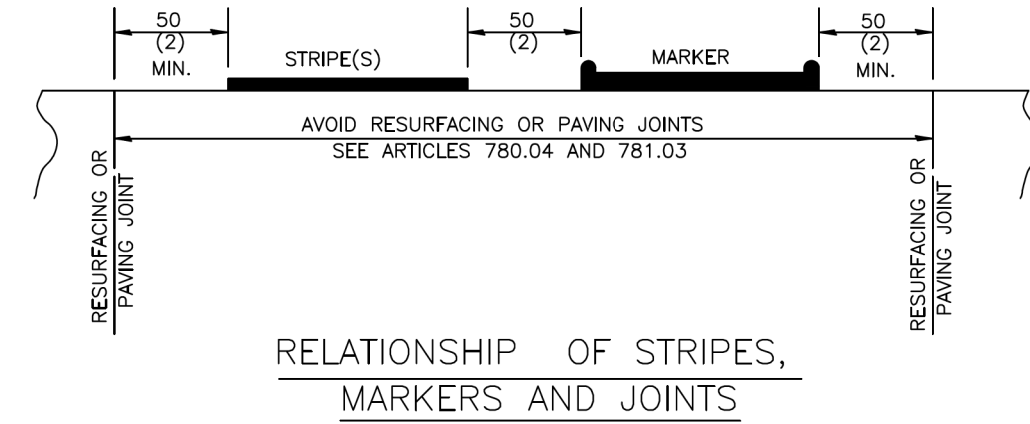 50 50 50
(2) (2) (2)
MIN. STRIPE(S) MARKER MIN.
AVOID RESURFACING OR PAVING JOINTS
SEE ARTICLES 780.04 AND 781.03
RESURFACING OR
PAVING JOINT
RESURFACING OR
PAVING JOINT
RELATIONSHIP OF STRIPES,
MARKERS AND JOINTS